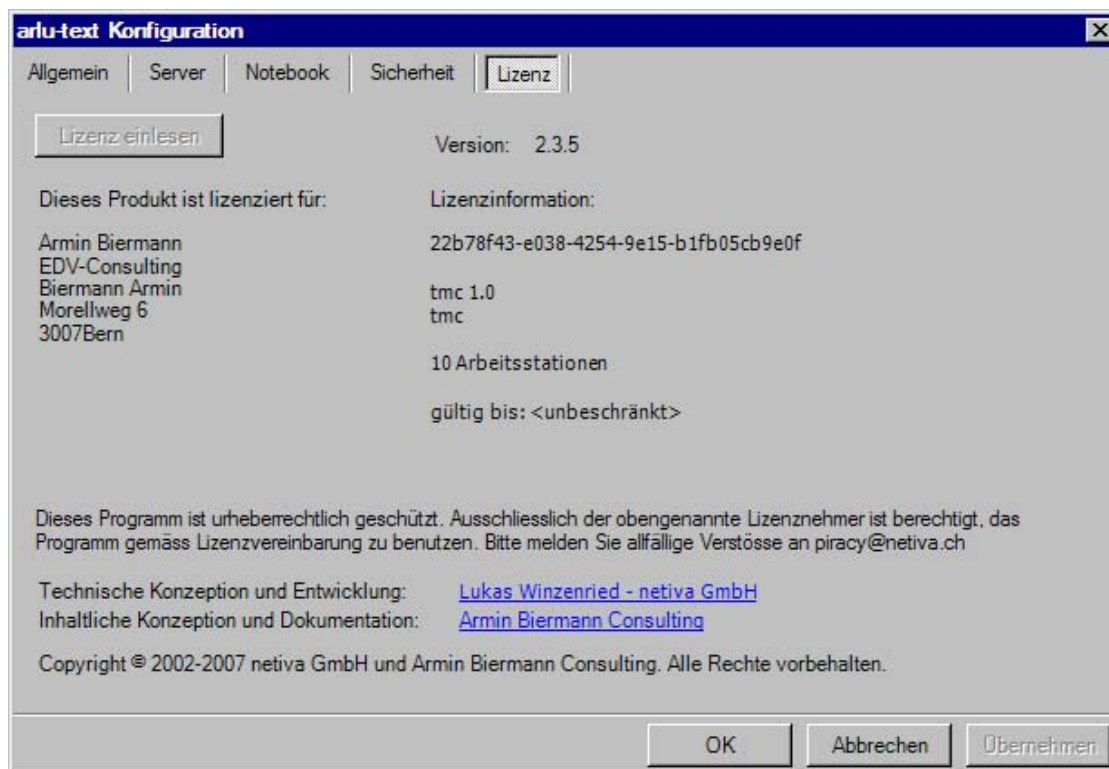 arlu-text Konfiguration
Allgemein Server Notebook Sicherheit Lizenz
Lizenz einlesen
Version: 2.3.5
Dieses Produkt ist lizenziert für:
Armin Biermann
EDV-Consulting
Biermann Armin
Morellweg 6
3007Bern
Lizenzinformation:
22b78f43-e038-4254-9e15-b1fb05cb9e0f
tmc 1.0
tmc
10 Arbeitsstationen
gültig bis: <unbeschränkt>
Dieses Programm ist urheberrechtlich geschützt. Ausschliesslich der obengenannte Lizenznehmer ist berechtigt, das
Programm gemäss Lizenzvereinbarung zu benutzen. Bitte melden Sie allfällige Verstösse an piracy@netiva.ch
Technische Konzeption und Entwicklung: Lukas Winzenried - netiva GmbH
Inhaltliche Konzeption und Dokumentation: Armin Biermann Consulting
Copyright © 2002-2007 netiva GmbH und Armin Biermann Consulting. Alle Rechte vorbehalten.
OK Abbrechen Übernehmen